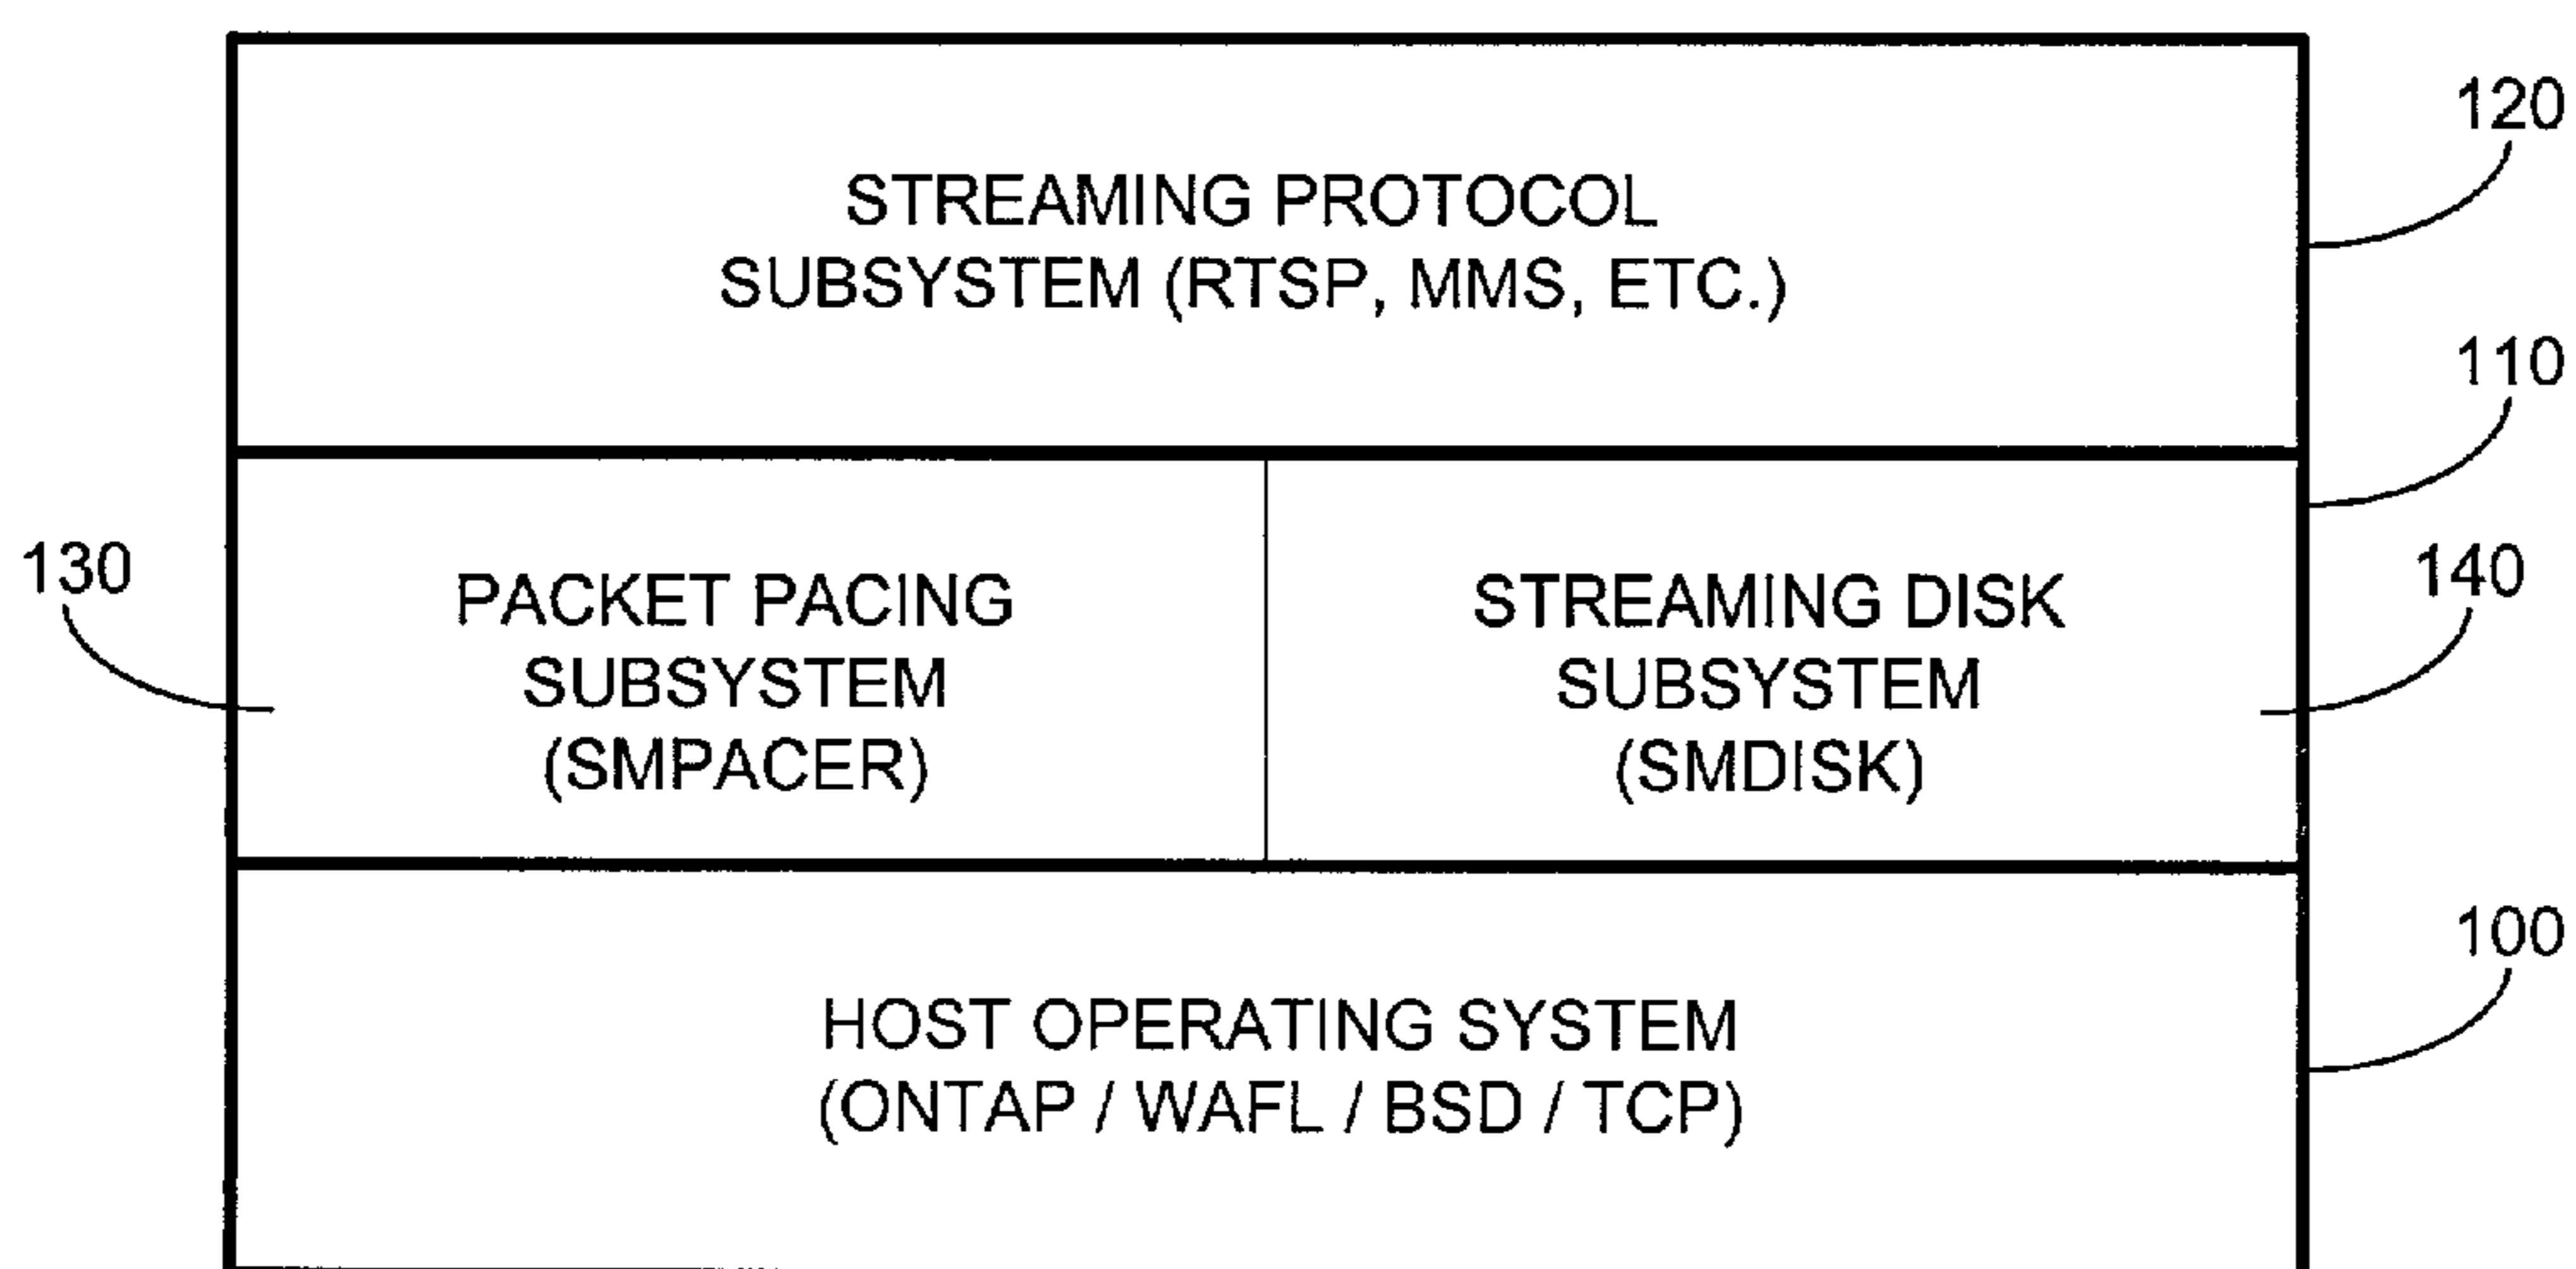 120
STREAMING PROTOCOL
SUBSYSTEM (RTSP, MMS, ETC.)
110
130
PACKET PACING
SUBSYSTEM
(SMPACER)
STREAMING DISK
SUBSYSTEM
(SMDISK)
140
100
HOST OPERATING SYSTEM
(ONTAP / WAFL / BSD / TCP)